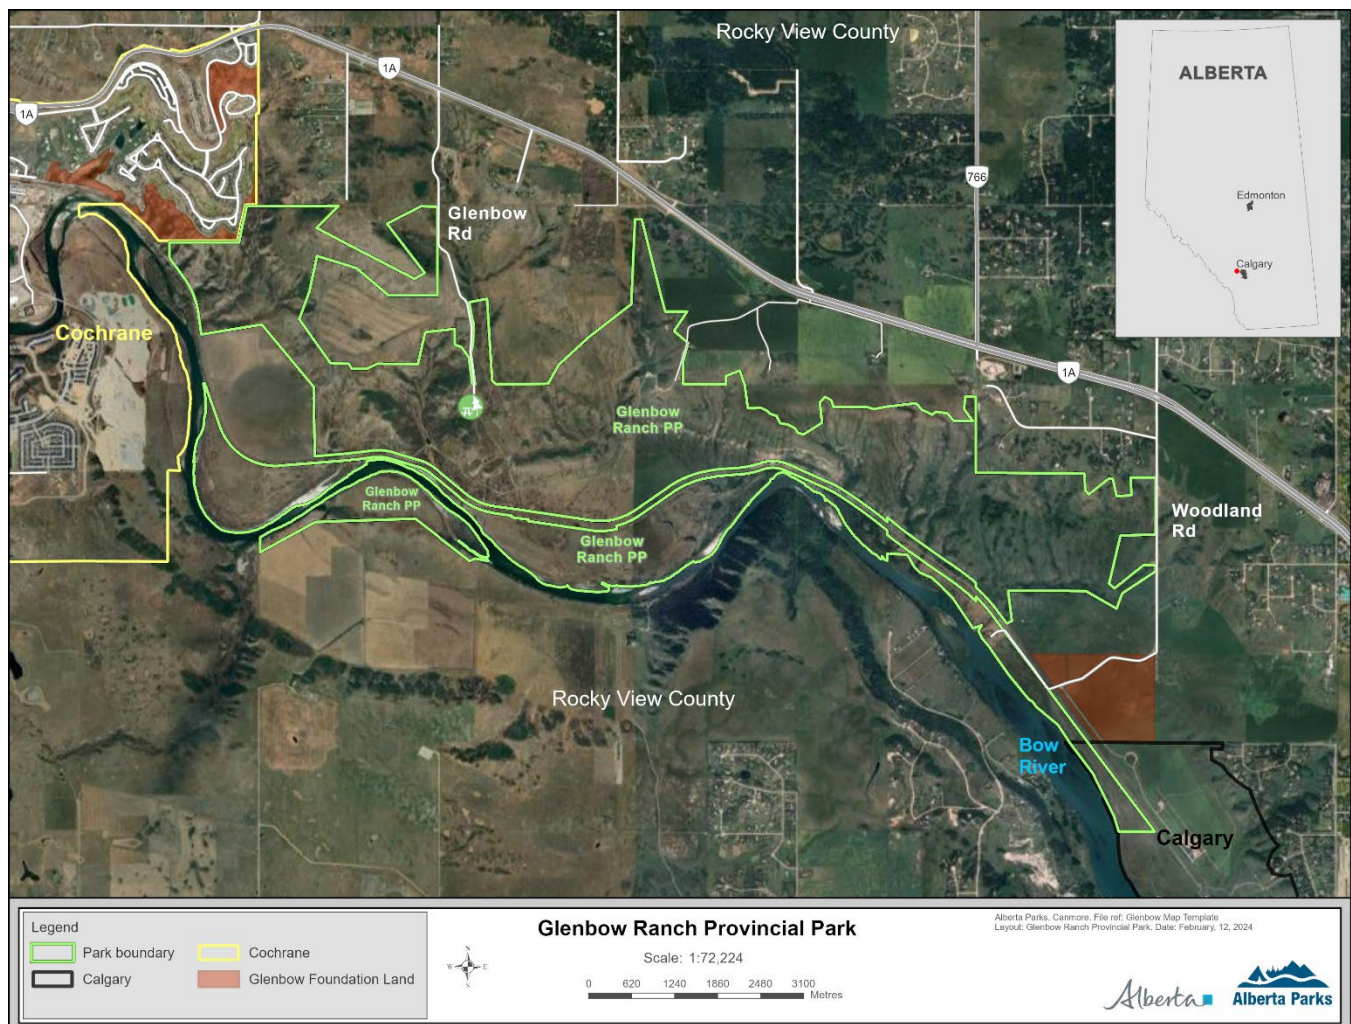 Rocky View County
1A
1A
766
ALBERTA
Edmonton
Calgary
Glenbow
Rd
Cochrane
1A
Glenbow
Ranch PP
Glenbow
Ranch PP
Glenbow
Ranch PP
Woodland
Rd
Rocky View County
Bow
River
Calgary
Legend
Park boundary
Cochrane
Calgary
Glenbow Foundation Land
N
W E
S
Glenbow Ranch Provincial Park
Scale: 1:72,224
0 620 1240 1860 2480 3100
Metres
Alberta Parks, Canmore. File ref: Glenbow Map Template
Layout: Glenbow Ranch Provincial Park. Date: February, 12, 2024
Alberta
Alberta Parks